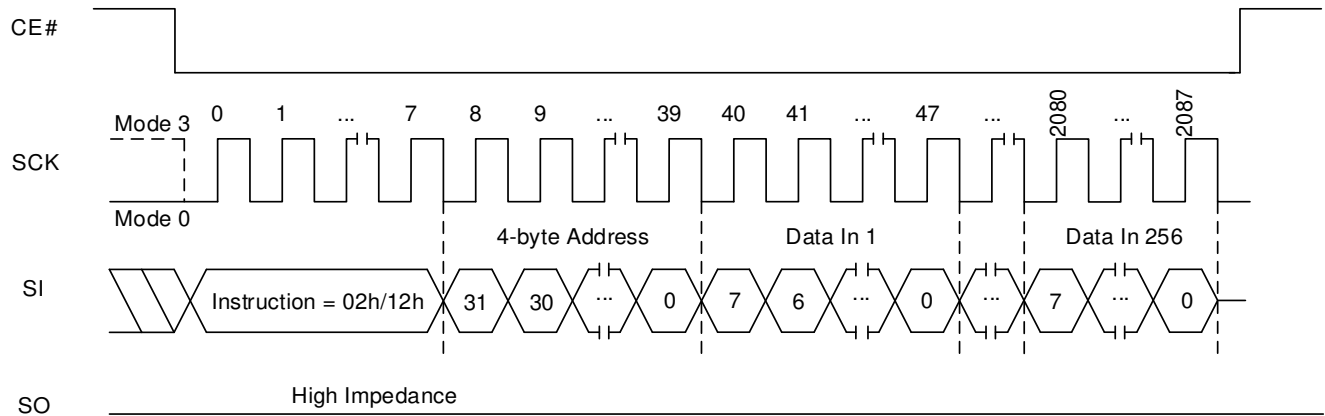 CE#
0 1 ... 7 8 9 ... 39 40 41 ... 47 ... 2080 ... 2087
Mode 3
SCK
Mode 0
4-byte Address Data In 1 Data In 256
SI Instruction = 02h/12h 31 30 ... 0 7 6 ... 0 ... 7 ... 0
High Impedance
SO